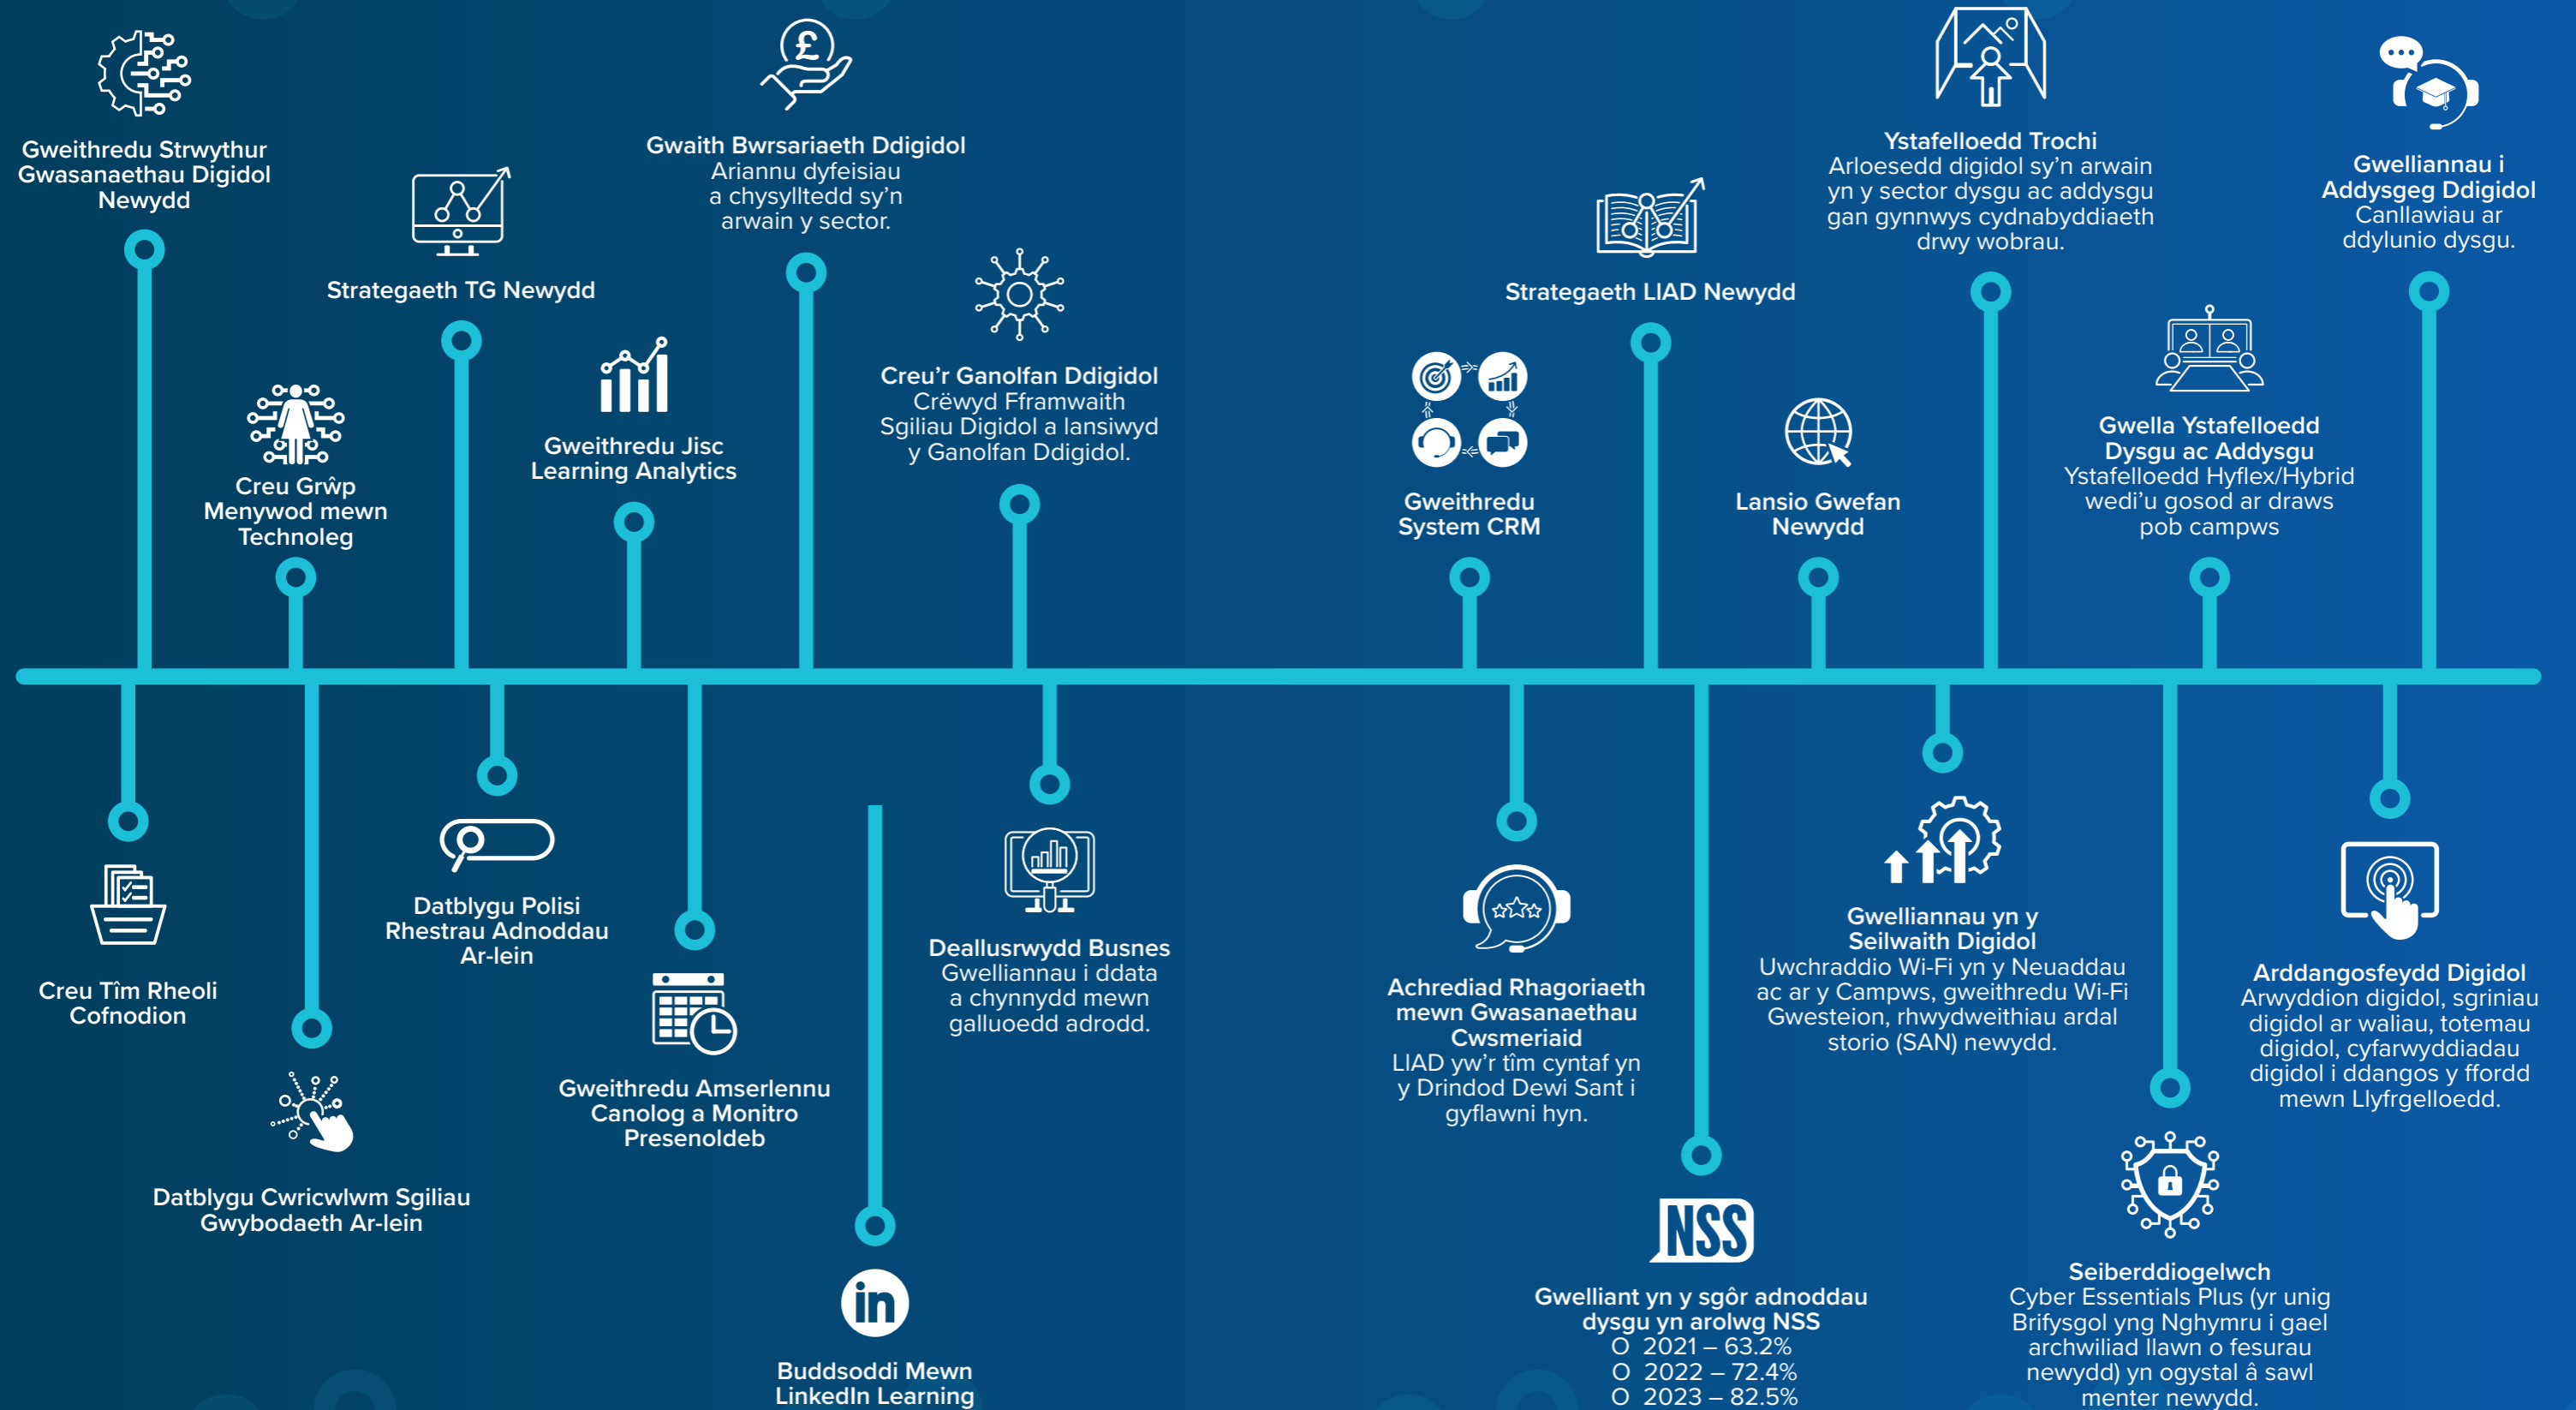 Gweithredu Strwythur
Gwasanaethau Digidol
Newydd
Creu Grŵp
Menywod mewn
Technoleg
Strategaeth TG Newydd
Gweithredu Jisc
Learning Analytics
£
Gwaith Bwrsariaeth Ddigidol
Ariannu dyfeisiau
a chysylltedd sy'n
arwain y sector.
Creu'r Ganolfan Ddigidol
Crëwyd Fframwaith
Sgiliau Digidol a lansiwyd
y Ganolfan Ddigidol.
Gweithredu
System CRM
Strategaeth LlAD Newydd
Lansio Gwefan
Newydd
Ystafelloedd Trochi
Arloesedd digidol sy'n arwain
yn y sector dysgu ac addysgu
gan gynnwys cydnabyddiaeth
drwy wobrau.
Gwella Ystafelloedd
Dysgu ac Addysgu
Ystafelloedd Hyflex/Hybrid
wedi'u gosod ar draws
pob campws
Gwelliannau i
Addysgeg Ddigidol
Canllawiau ar
ddylunio dysgu.
Creu Tîm Rheoli
Cofnodion
Datblygu Cwricwlwm Sgiliau
Gwybodaeth Ar-lein
Datblygu Polisi
Rhestrau Adnoddau
Ar-lein
Gweithredu Amserlennu
Canolog a Monitro
Presenoldeb
in
Buddsoddi Mewn
LinkedIn Learning
Deallusrwydd Busnes
Gwelliannau i ddata
a chynnydd mewn
galluoedd adrodd.
Achrediad Rhagoriaeth
mewn Gwasanaethau
Cwsmeriaid
LlAD yw'r tîm cyntaf yn
y Drindod Dewi Sant i
gyflawni hyn.
NSS
Gwelliant yn y sgôr adnoddau
dysgu yn arolwg NSS
O 2021 – 63.2%
O 2022 – 72.4%
O 2023 – 82.5%
Gwelliannau yn y
Seilwaith Digidol
Uwchraddio Wi-Fi yn y Neuaddau
ac ar y Campws, gweithredu Wi-Fi
Gwesteion, rhwydweithiau ardal
storio (SAN) newydd.
Seiberddiogelwch
Cyber Essentials Plus (yr unig
Brifysgol yng Nghymru i gael
archwiliad llawn o fesurau
newydd) yn ogystal â sawl
menter newydd.
Arddangosfeydd Digidol
Arwyddion digidol, sgriniau
digidol ar waliau, totemau
digidol, cyfarwyddiadau
digidol i ddangos y ffordd
mewn Llyfrgelloedd.